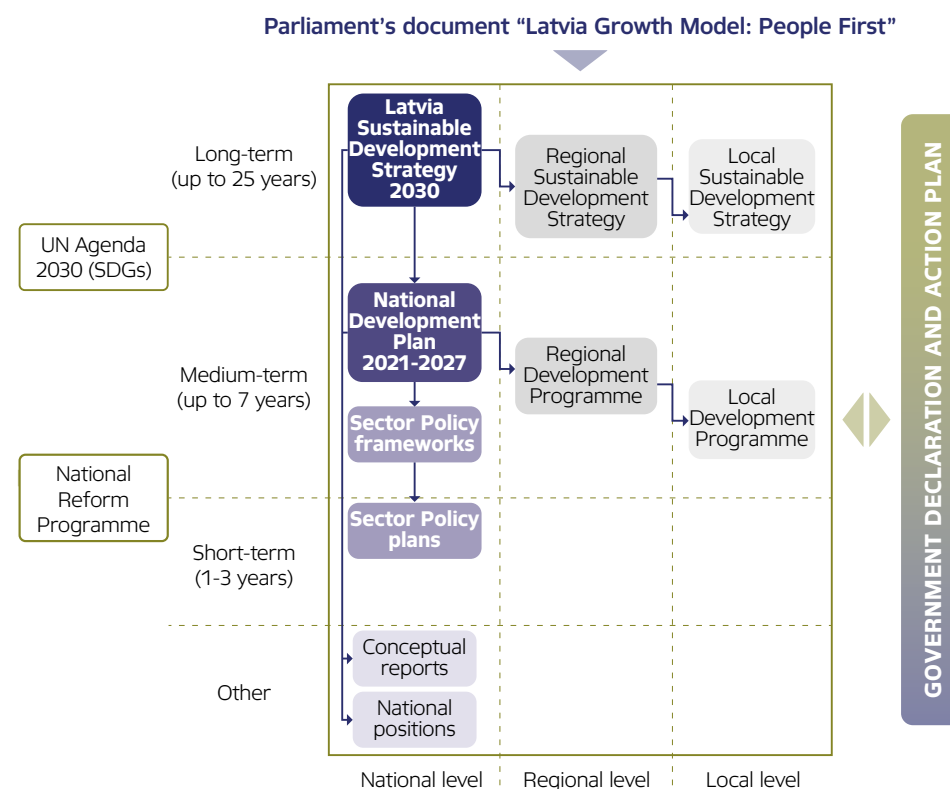 Parliament’s document “Latvia Growth Model: People First”
Long-term
(up to 25 years)
Latvia
Sustainable
Development
Strategy
2030
Regional
Sustainable
Development
Strategy
Local
Sustainable
Development
Strategy
UN Agenda
2030 (SDGs)
Medium-term
(up to 7 years)
National
Development
Plan
2021-2027
Regional
Development
Programme
Local
Development
Programme
Sector Policy
frameworks
National
Reform
Programme
Short-term
(1-3 years)
Sector Policy
plans
Other
Conceptual
reports
National
positions
National level
Regional level
Local level
GOVERNMENT DECLARATION AND ACTION PLAN